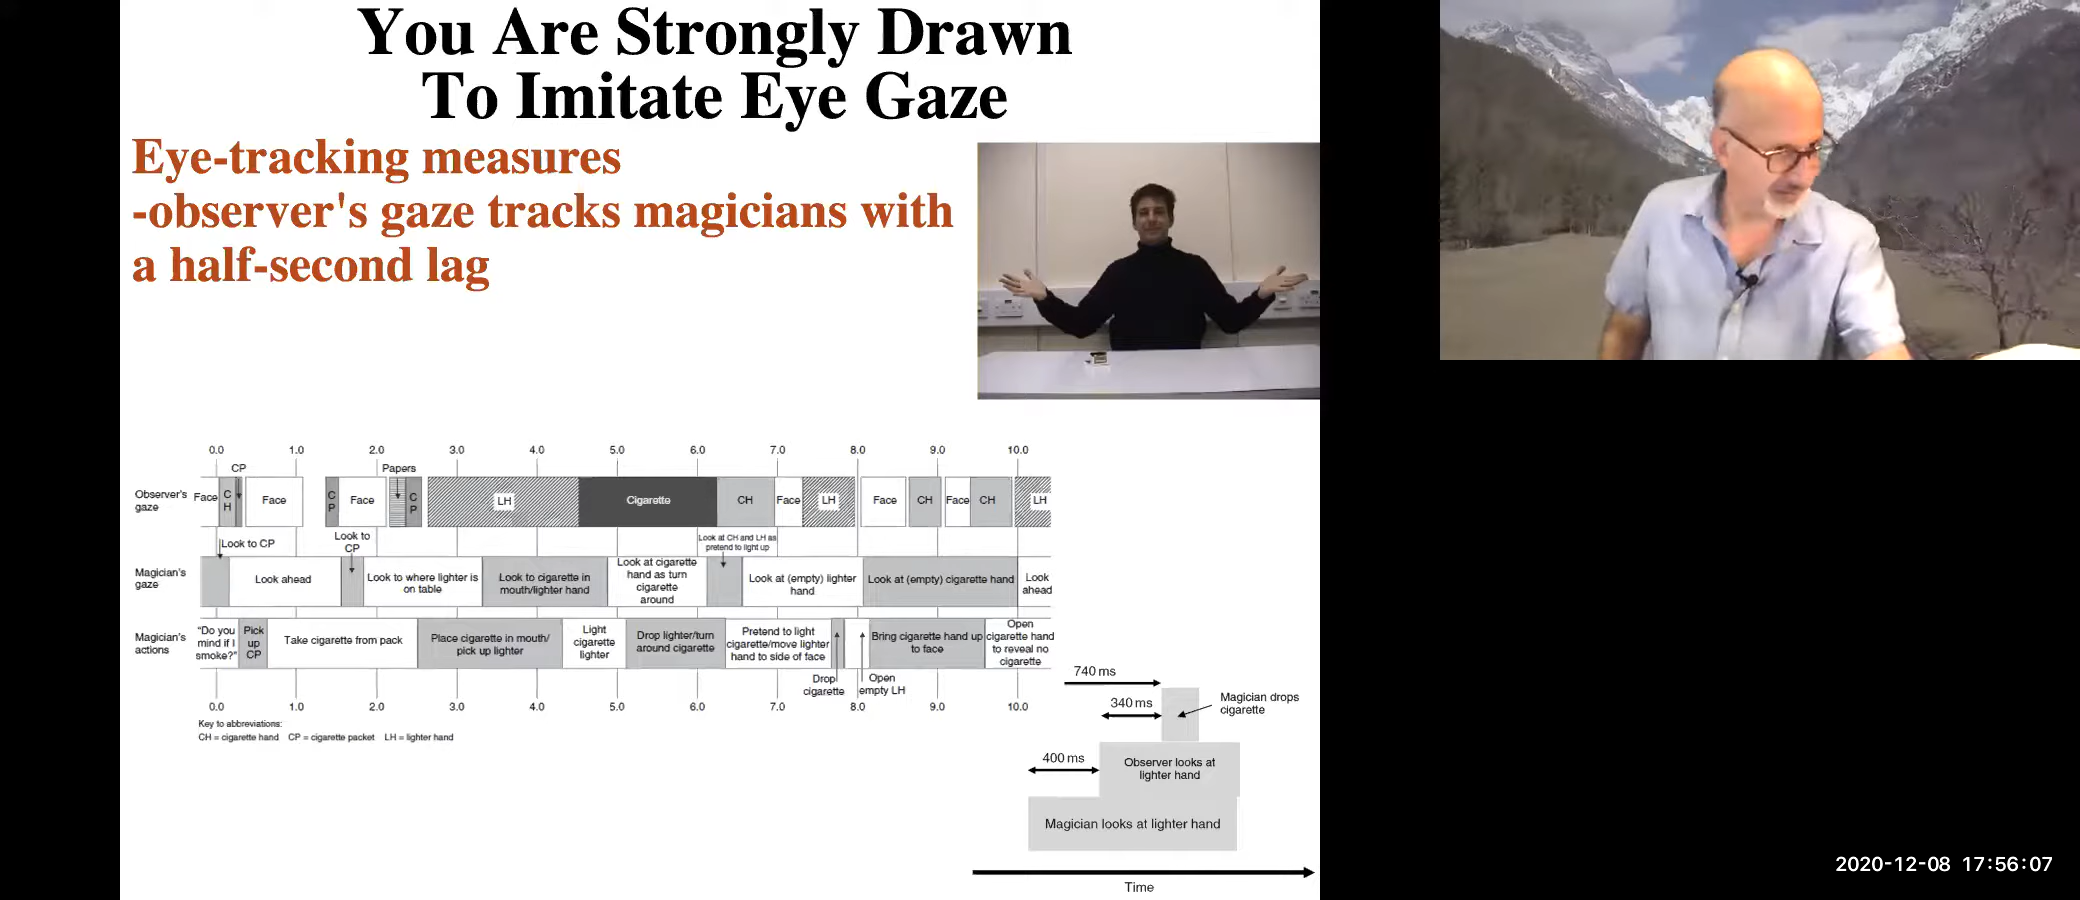 You Are Strongly Drawn
To Imitate Eye Gaze
Eye-tracking measures
-observer's gaze tracks magicians with
a half-second lag
0.0 1.0 2.0 3.0 4.0 5.0 6.0 7.0 8.0 9.0 10.0
CP
Papers
Observer's
gaze
Face
C
H
Face
C
P
Face
C
P
LH
Cigarette
CH
Face
LH
Face
CH
Face
CH
LH
Look to CP
Look to
CP
Look at CH and LH as
pretend to light up
Magician's
gaze
Look ahead
Look to where lighter is
on table
Look to cigarette in
mouth/lighter hand
Look at cigarette
hand as turn
cigarette
around
Look at (empty) lighter
hand
Look at (empty) cigarette hand
Look
ahead
Magician's
actions
"Do you
mind if I
smoke?"
Pick
up
CP
Take cigarette from pack
Place cigarette in mouth/
pick up lighter
Light
cigarette
lighter
Drop lighter/turn
around cigarette
Pretend to light
cigarette/move lighter
hand to side of face
Bring cigarette hand up
to face
Open
cigarette hand
to reveal no
cigarette
Drop
cigarette
Open
empty LH
0.0 1.0 2.0 3.0 4.0 5.0 6.0 7.0 8.0 9.0 10.0
Key to abbreviations:
CH = cigarette hand CP = cigarette packet LH = lighter hand
740 ms
340 ms
Magician drops
cigarette
400 ms
Observer looks at
lighter hand
Magician looks at lighter hand
Time
2020-12-08 17:56:07